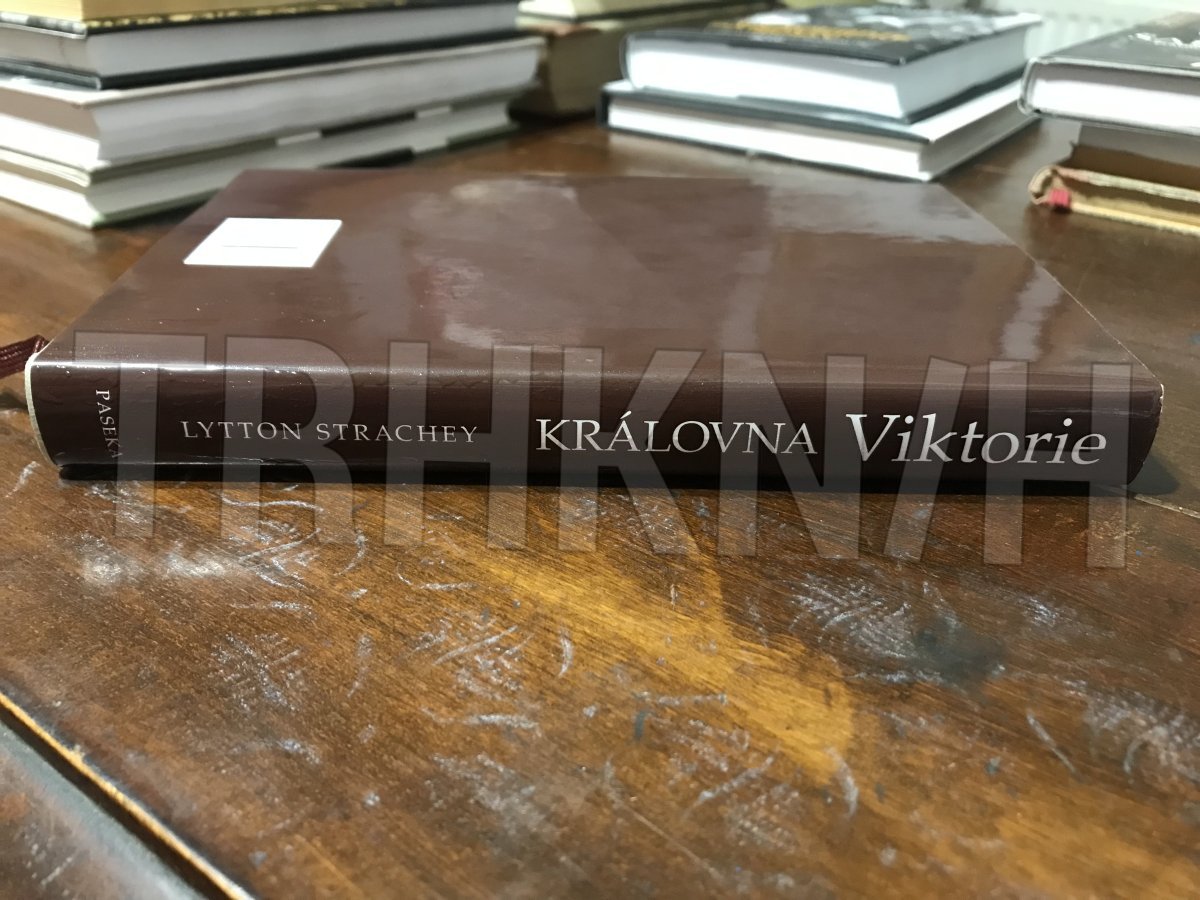 PASEKA
LYTTON STRACHEY
KRÁLOVNA Viktorie
TRHKNIH